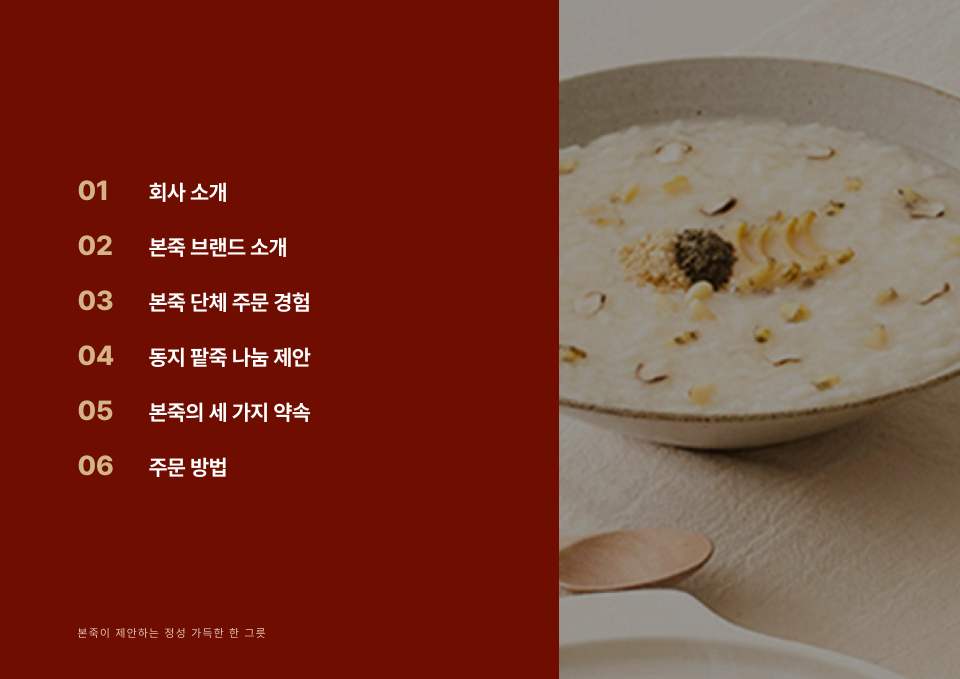 01 회사 소개
02 본죽 브랜드 소개
03 본죽 단체 주문 경험
04 동지 팥죽 나눔 제안
05 본죽의 세 가지 약속
06 주문 방법
본죽이 제안하는 정성 가득한 한 그릇